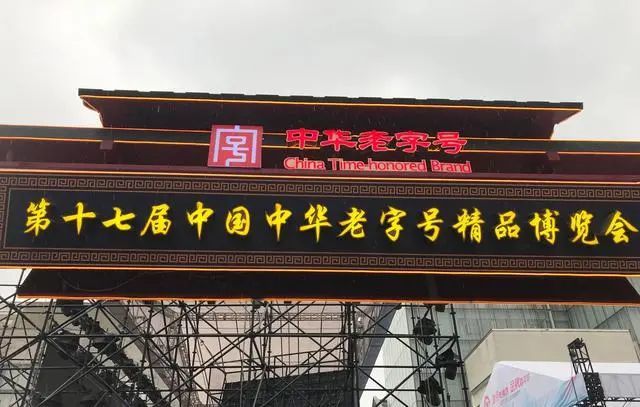 中华老字号
China Time-honored Brand
第十七届中国中华老字号精品博览会